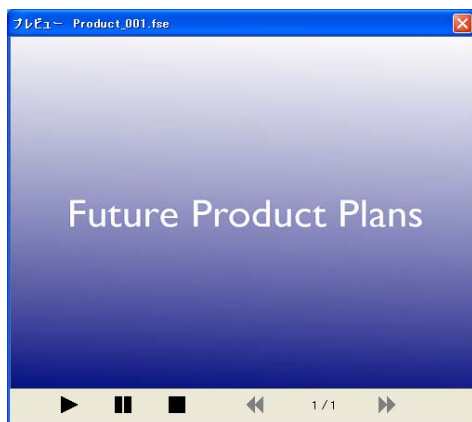 プレビュー Product_001.fse
Future Product Plans
1 / 1